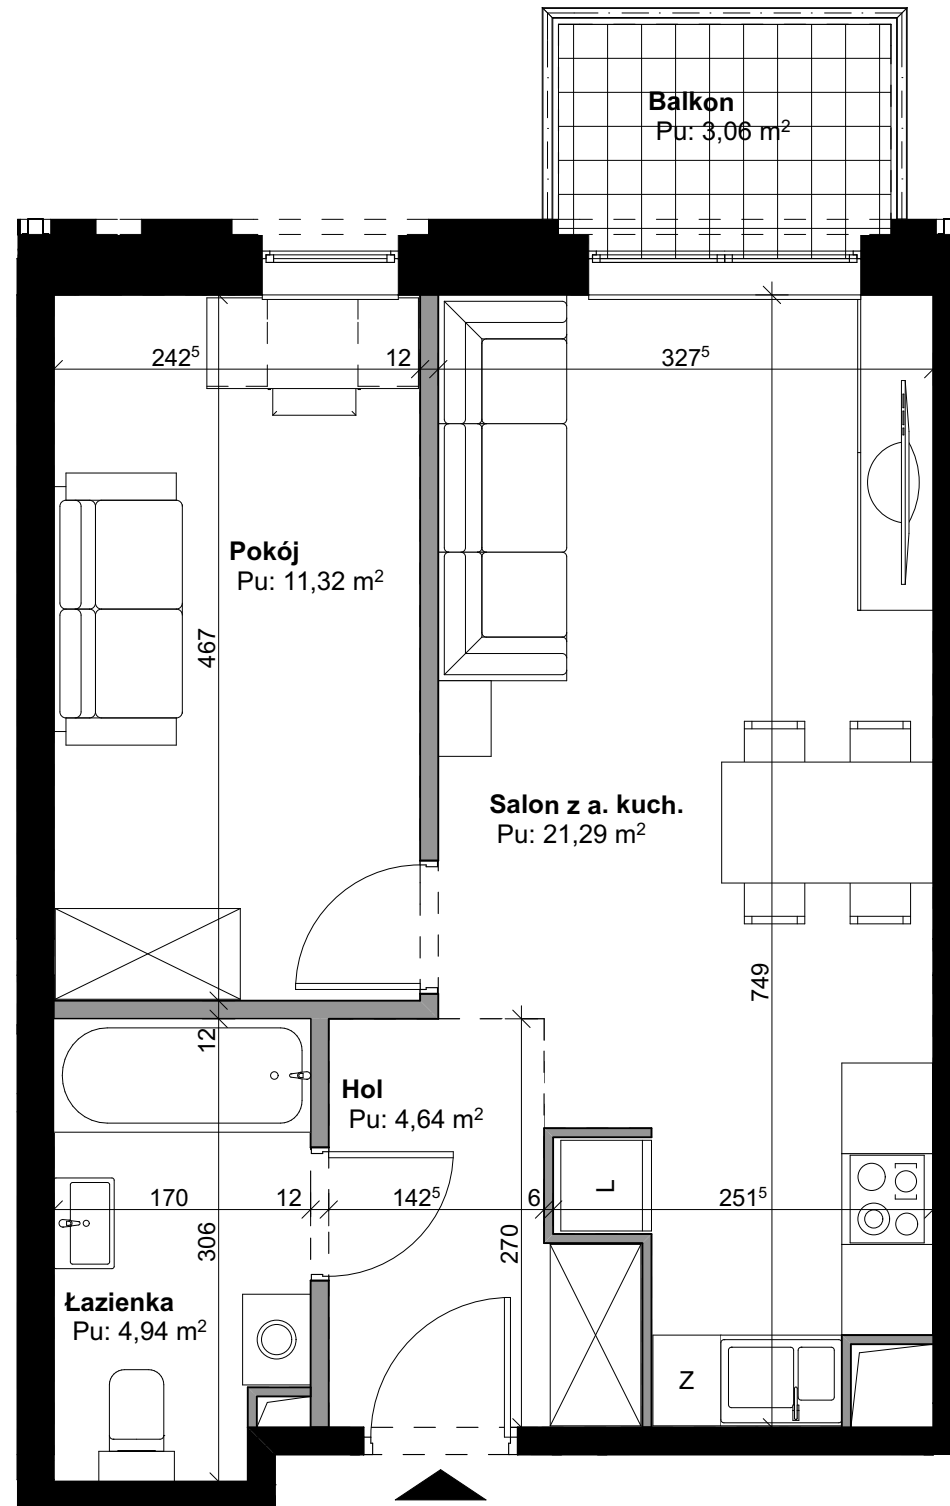 Balkon
Pu: 3,06 m²
242⁵
12
327⁵
Pokój
Pu: 11,32 m²
467
Salon z a. kuch.
Pu: 21,29 m²
749
12
Hol
Pu: 4,64 m²
170
12
142⁵
6
L
251⁵
306
270
Łazienka
Pu: 4,94 m²
Z